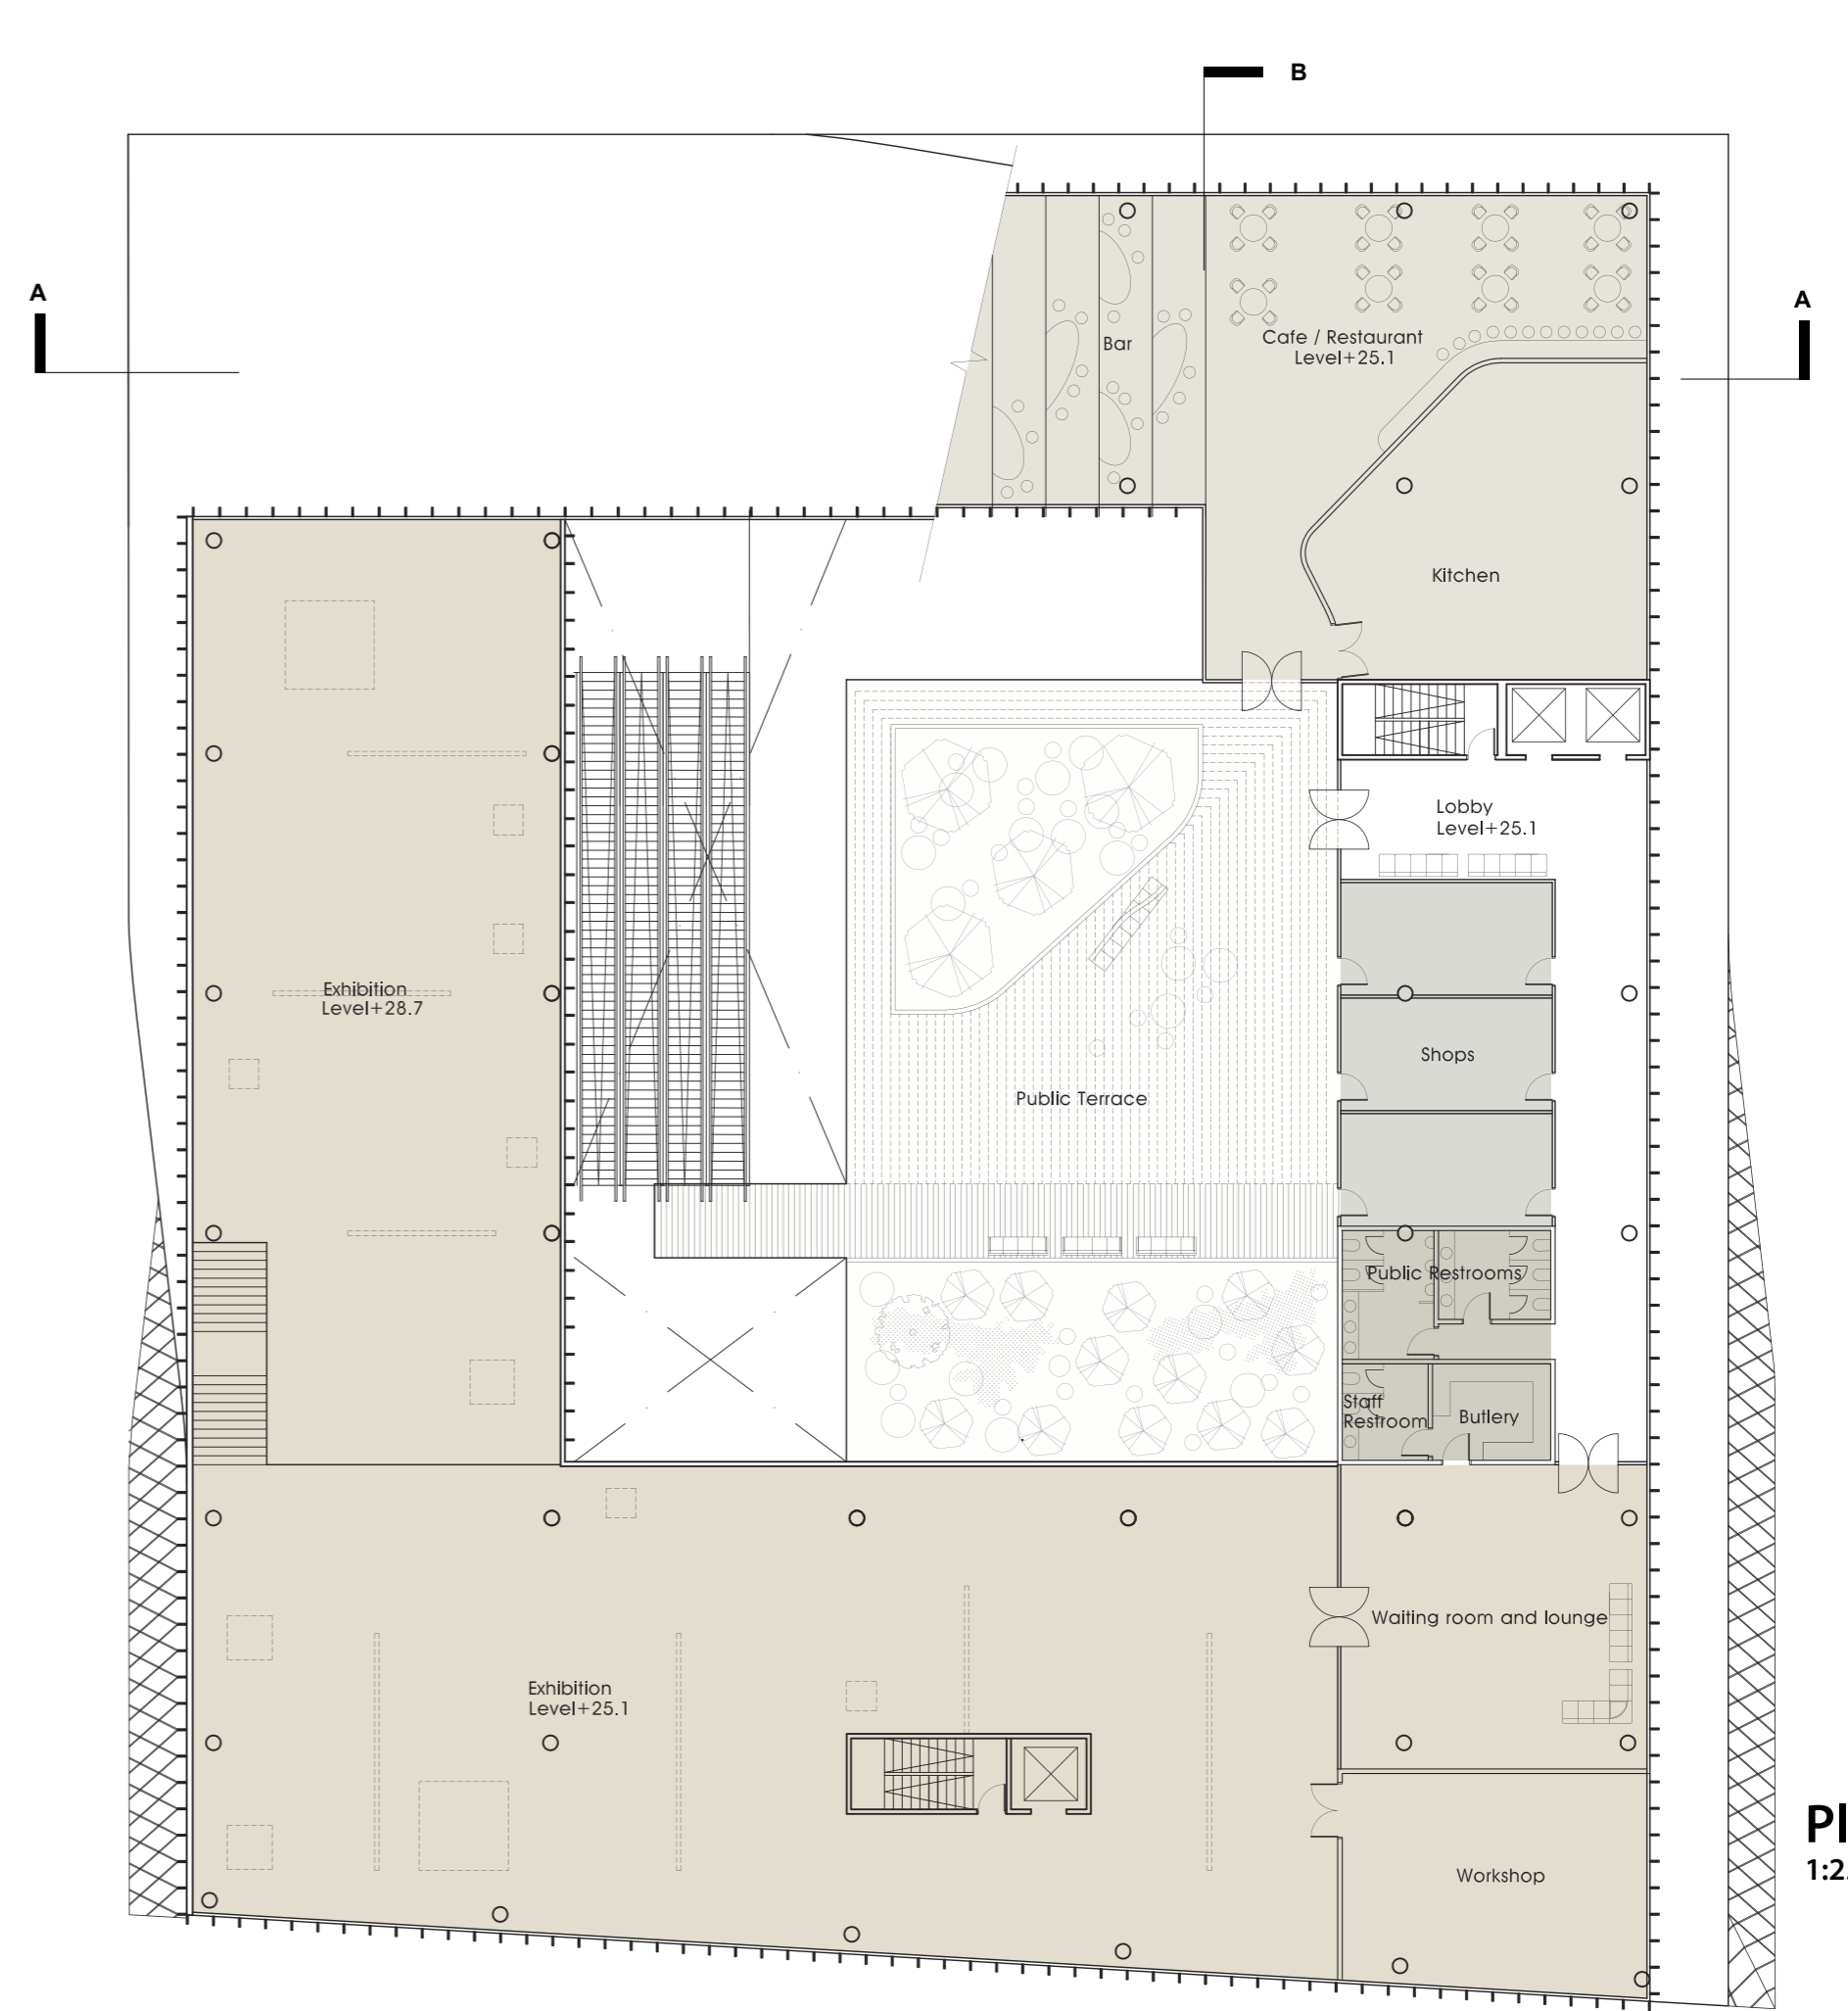 B
A
A
Bar
Cafe / Restaurant
Level+25.1
Kitchen
Lobby
Level+25.1
Exhibition
Level+28.7
Shops
Public Terrace
Public Restrooms
Staff
Restroom
Butlery
Waiting room and lounge
Exhibition
Level+25.1
Workshop
Pl
1:2